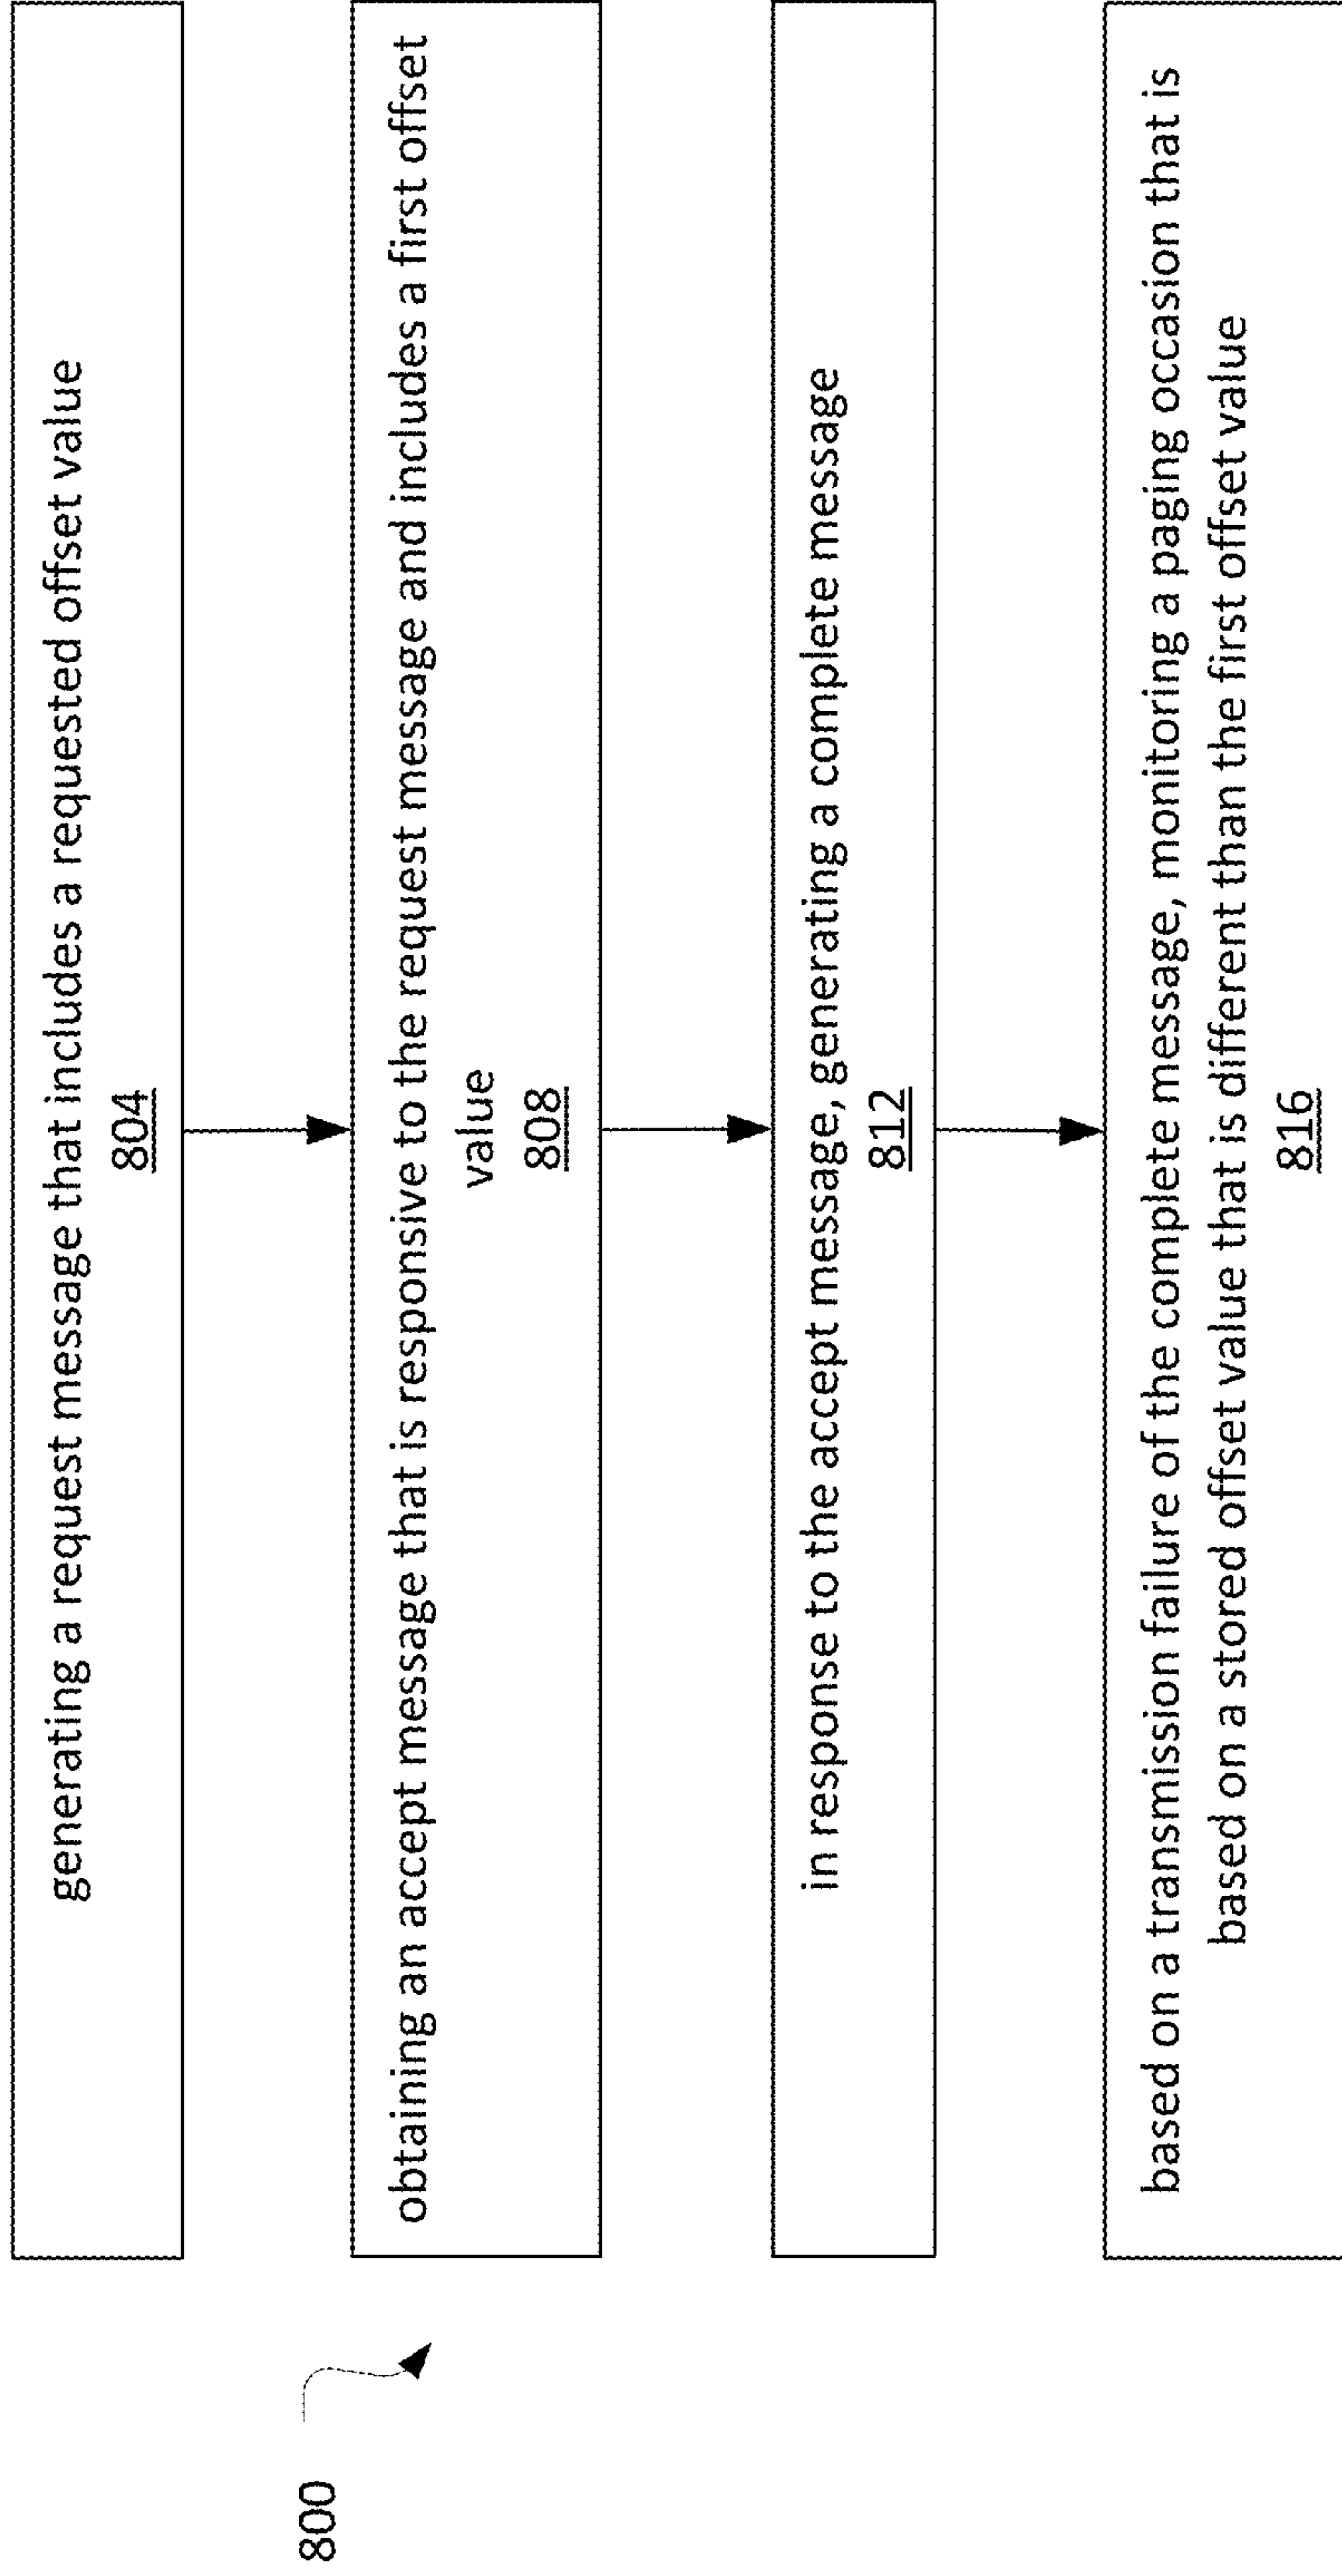 800
generating a request message that includes a requested offset value
804
obtaining an accept message that is responsive to the request message and includes a first offset
value
808
in response to the accept message, generating a complete message
812
based on a transmission failure of the complete message, monitoring a paging occasion that is
based on a stored offset value that is different than the first offset value
816